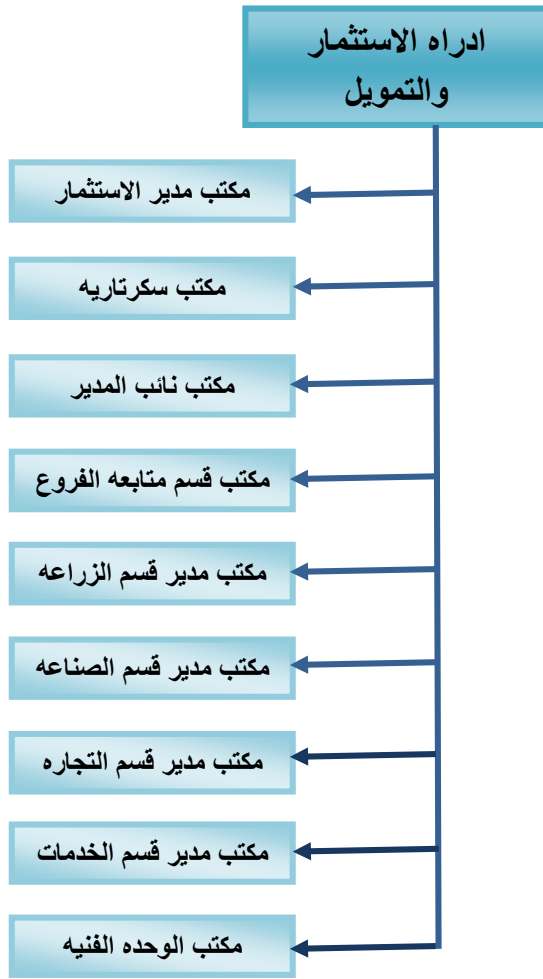 ادراه الاستثمار
والتمويل
مكتب مدير الاستثمار
مكتب سكرتاريه
مكتب نائب المدير
مكتب قسم متابعه الفروع
مكتب مدير قسم الزراعه
مكتب مدير قسم الصناعه
مكتب مدير قسم التجاره
مكتب مدير قسم الخدمات
مكتب الوحده الفنيه